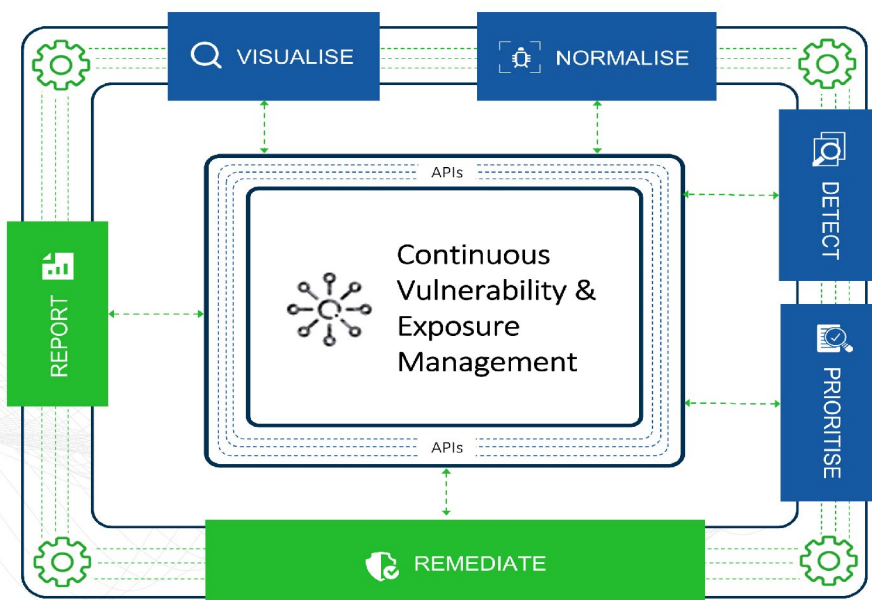 VISUALISE
NORMALISE
APIs
DETECT
Continuous
Vulnerability &
Exposure
Management
REPORT
PRIORITISE
APIs
REMEDIATE